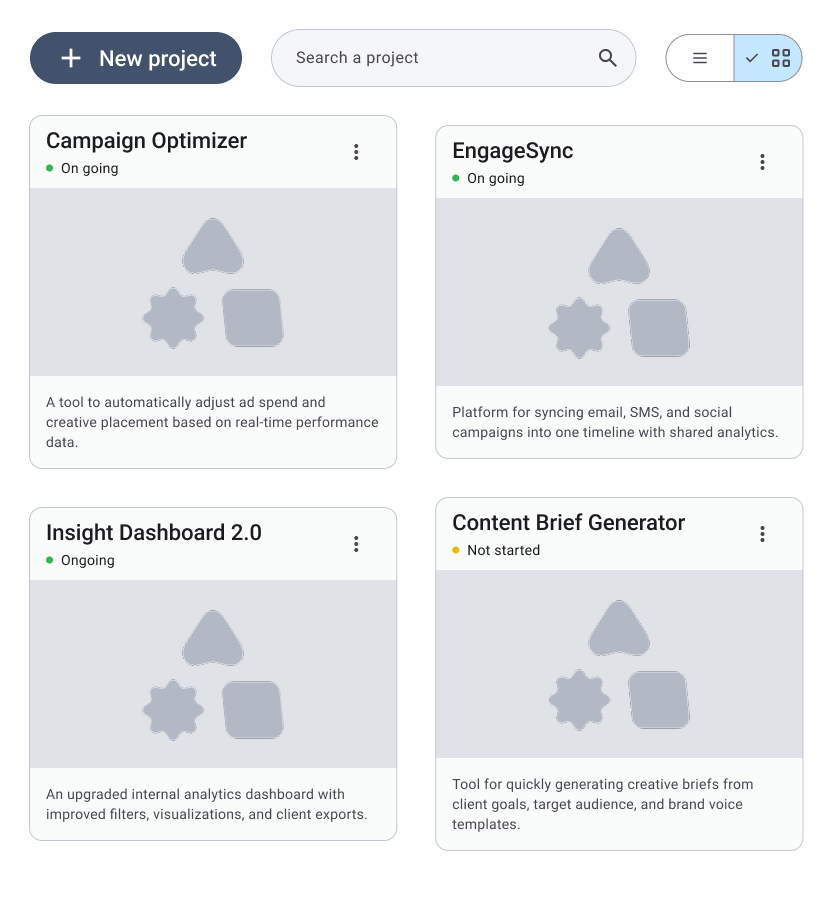 New project
Search a project
Campaign Optimizer
On going
A tool to automatically adjust ad spend and
creative placement based on real-time performance
data.
EngageSync
On going
Platform for syncing email, SMS, and social
campaigns into one timeline with shared analytics.
Insight Dashboard 2.0
Ongoing
An upgraded internal analytics dashboard with
improved filters, visualizations, and client exports.
Content Brief Generator
Not started
Tool for quickly generating creative briefs from
client goals, target audience, and brand voice
templates.